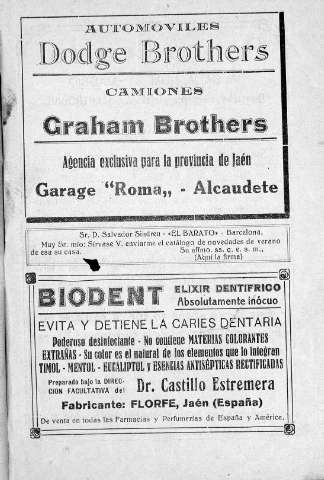 AUTOMOVILES
Dodge Brothers
CAMIONES
Graham Brothers
Agencia exclusiva para la provincia de Jaén
Garage "Roma„ - Alcaudete
Sr. D. Salvador - «EL BARATO» - Barcelona.
Muy Sr. mío: Sírvase V. enviarme el catálogo de novedades de verano
de esa su casa. Su affmo. ss. q. e. s. m.,
(Aquí la firma)
BIODENT
ELIXIR DENTIFRICO
Absolutamente inócuo
EVITA Y DETIENE LA CARIES DENTARIA
Poderoso desinfectante - No contiene MATERIAS COLORANTES
EXTRAÑAS - Su color es el natural de los elementos que lo integran
TIMOL - MENTOL - EUCALIPTOL y ESENCIAS ANTISÉPTICAS RECTIFICADAS
Preparado bajo la DIREC-
CION FACULTATIVA del
Dr. Castillo Estremera
Fabricante: FLORFE, Jaén (España)
De venta en todas las Farmacias y Perfumerías de España y América.